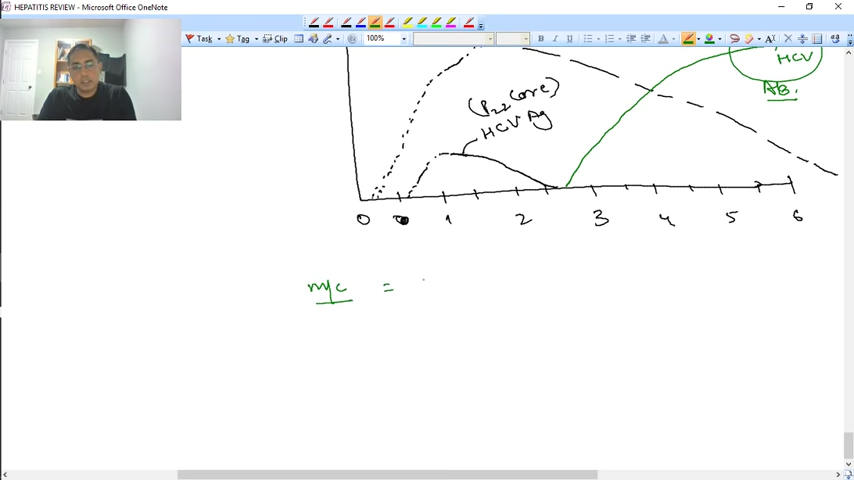 HEPATITIS REVIEW - Microsoft Office OneNote
Task Tag Clip 100% B I U A
HCV
AB.
(P22 Core)
HCV Ag
0 1 2 3 4 5 6
M/C =